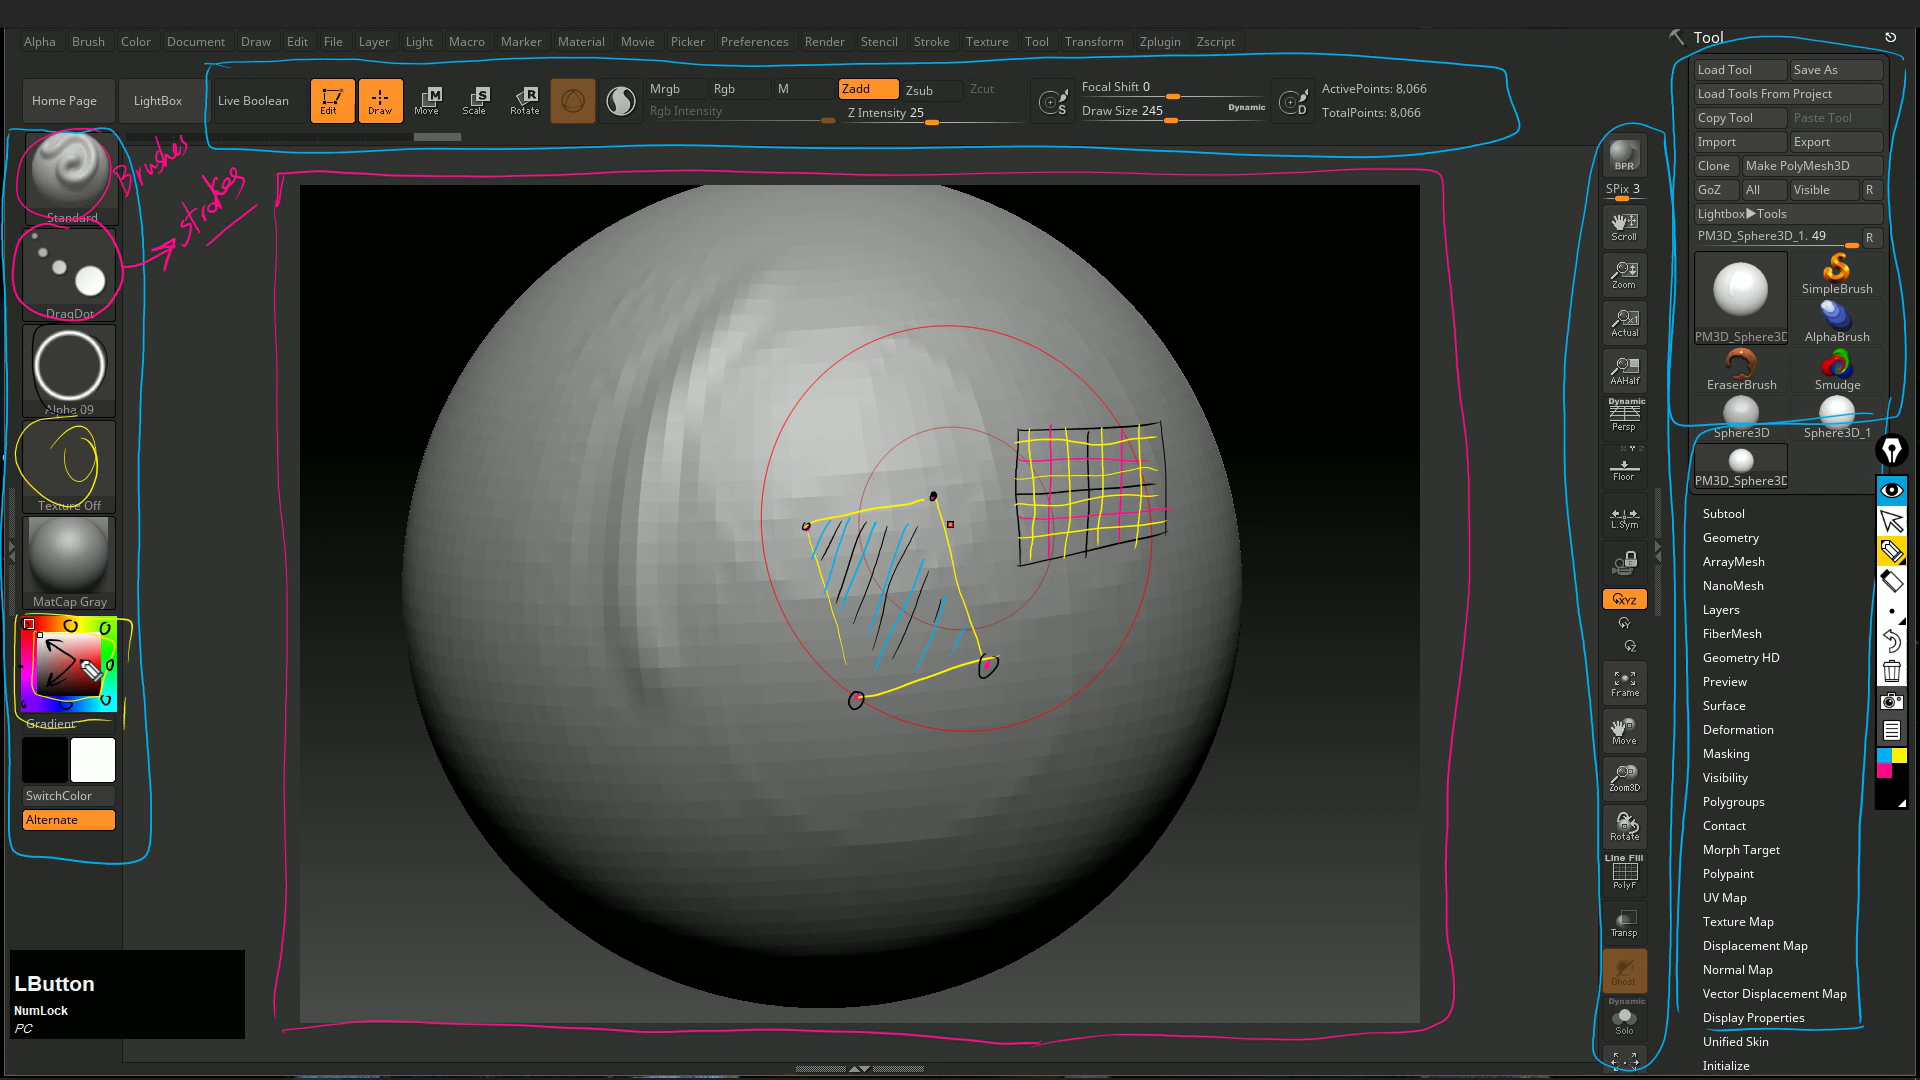 Alpha Brush Color Document Draw Edit File Layer Light Macro Marker Material Movie Picker Preferences Render Stencil Stroke Texture Tool Transform Zplugin Zscript
Tool
Home Page
LightBox
Live Boolean
Edit
Draw
M
Move
S
Scale
R
Rotate
Mrgb
Rgb
M
Rgb Intensity
Zadd
Zsub
Zcut
Z Intensity 25
S
Focal Shift 0
Draw Size 245
Dynamic
D
ActivePoints: 8,066
TotalPoints: 8,066
Standard
Brushes
strokes
DragDot
Alpha 09
Texture Off
MatCap Gray
Gradient
SwitchColor
Alternate
LButton
NumLock
PC
BPR
SPix 3
Scroll
Zoom
x1
Actual
AAHalf
Dynamic
Persp
Floor
L.Sym
XYZ
Y
Z
Frame
Move
Zoom3D
Rotate
Line Fill
PolyF
Transp
Ghost
Dynamic
Solo
Load Tool
Save As
Load Tools From Project
Copy Tool
Paste Tool
Import
Export
Clone
Make PolyMesh3D
GoZ
All
Visible
R
Lightbox▶Tools
PM3D_Sphere3D_1. 49
R
PM3D_Sphere3D
SimpleBrush
AlphaBrush
EraserBrush
Smudge
Sphere3D
Sphere3D_1
PM3D_Sphere3D
Subtool
Geometry
ArrayMesh
NanoMesh
Layers
FiberMesh
Geometry HD
Preview
Surface
Deformation
Masking
Visibility
Polygroups
Contact
Morph Target
Polypaint
UV Map
Texture Map
Displacement Map
Normal Map
Vector Displacement Map
Display Properties
Unified Skin
Initialize